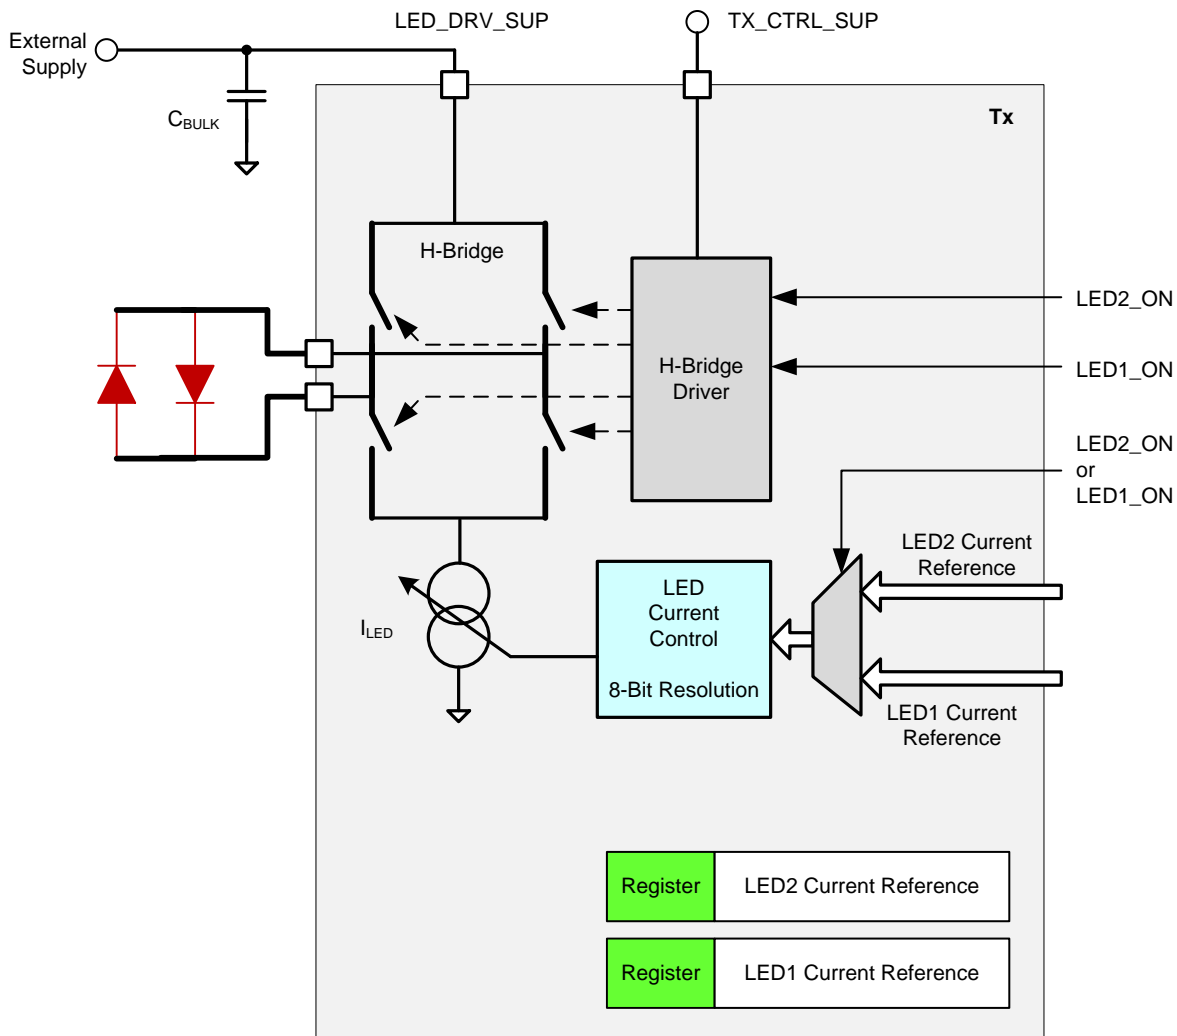 LED_DRV_SUP
TX_CTRL_SUP
External
Supply
CBULK
Tx
H-Bridge
LED2_ON
H-Bridge
Driver
LED1_ON
LED2_ON
or
LED1_ON
LED2 Current
Reference
LED
Current
Control
8-Bit Resolution
ILED
LED1 Current
Reference
Register
LED2 Current Reference
Register
LED1 Current Reference